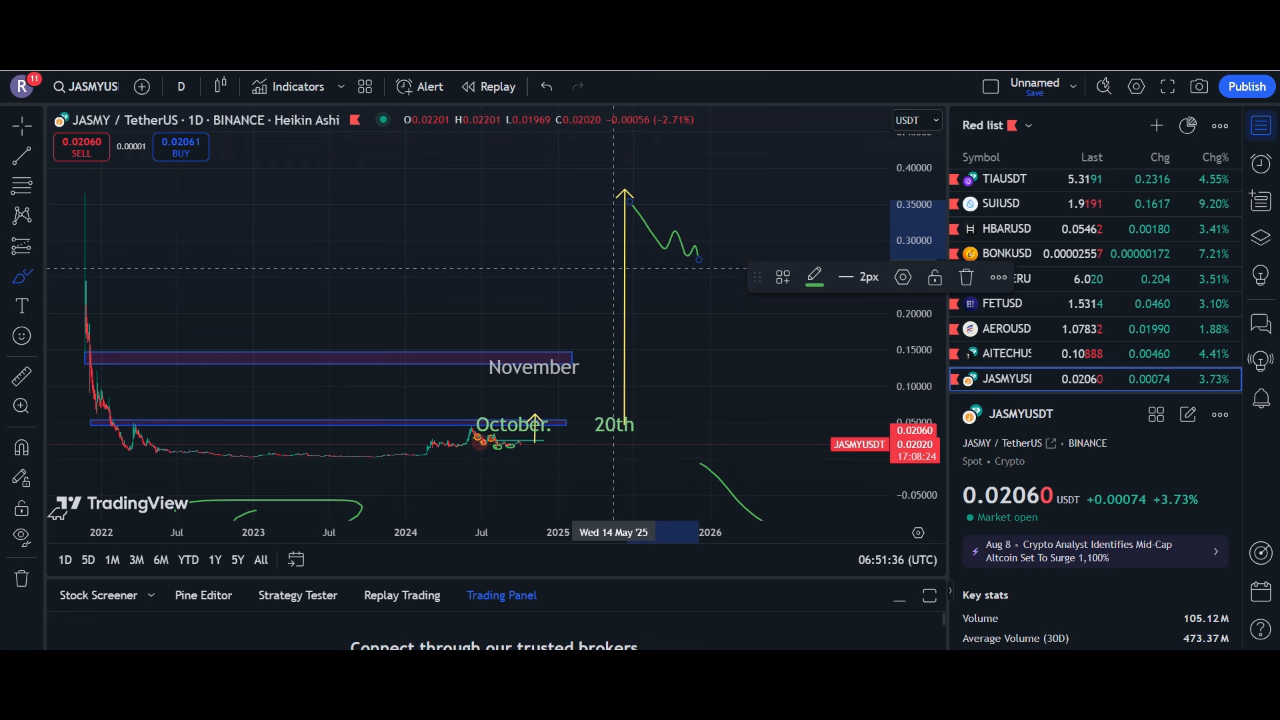 R 11 JASMYUS D Indicators Alert Replay Unnamed Save Publish
JASMY / TetherUS · 1D · BINANCE · Heikin Ashi O0.02201 H0.02201 L0.01969 C0.02020 −0.00056 (−2.71%) USDT
0.02060 SELL 0.00001 0.02061 BUY
0.40000
0.35000
0.30000
0.20000
0.15000
0.10000
0.02060
0.02020
17:08:24
JASMYUSDT
-0.05000
November
October. 20th
TradingView
2022 Jul 2023 Jul 2024 Jul 2025 Wed 14 May '25 2026
2px
1D 5D 1M 3M 6M YTD 1Y 5Y All 06:51:36 (UTC)
Stock Screener Pine Editor Strategy Tester Replay Trading Trading Panel
Connect through our trusted brokers
Red list
Symbol Last Chg Chg%
TIAUSDT 5.3191 0.2316 4.55%
SUIUSD 1.9191 0.1617 9.20%
HBARUSD 0.05462 0.00180 3.41%
BONKUSD 0.00002557 0.00000172 7.21%
ERU 6.020 0.204 3.51%
FETUSD 1.5314 0.0460 3.10%
AEROUSD 1.07832 0.01990 1.88%
AITECHUS 0.10888 0.00460 4.41%
JASMYUSI 0.02060 0.00074 3.73%
JASMYUSDT
JASMY / TetherUS · BINANCE
Spot · Crypto
0.02060 USDT +0.00074 +3.73%
Market open
Aug 8 · Crypto Analyst Identifies Mid-Cap
Altcoin Set To Surge 1,100%
Key stats
Volume 105.12M
Average Volume (30D) 473.37M